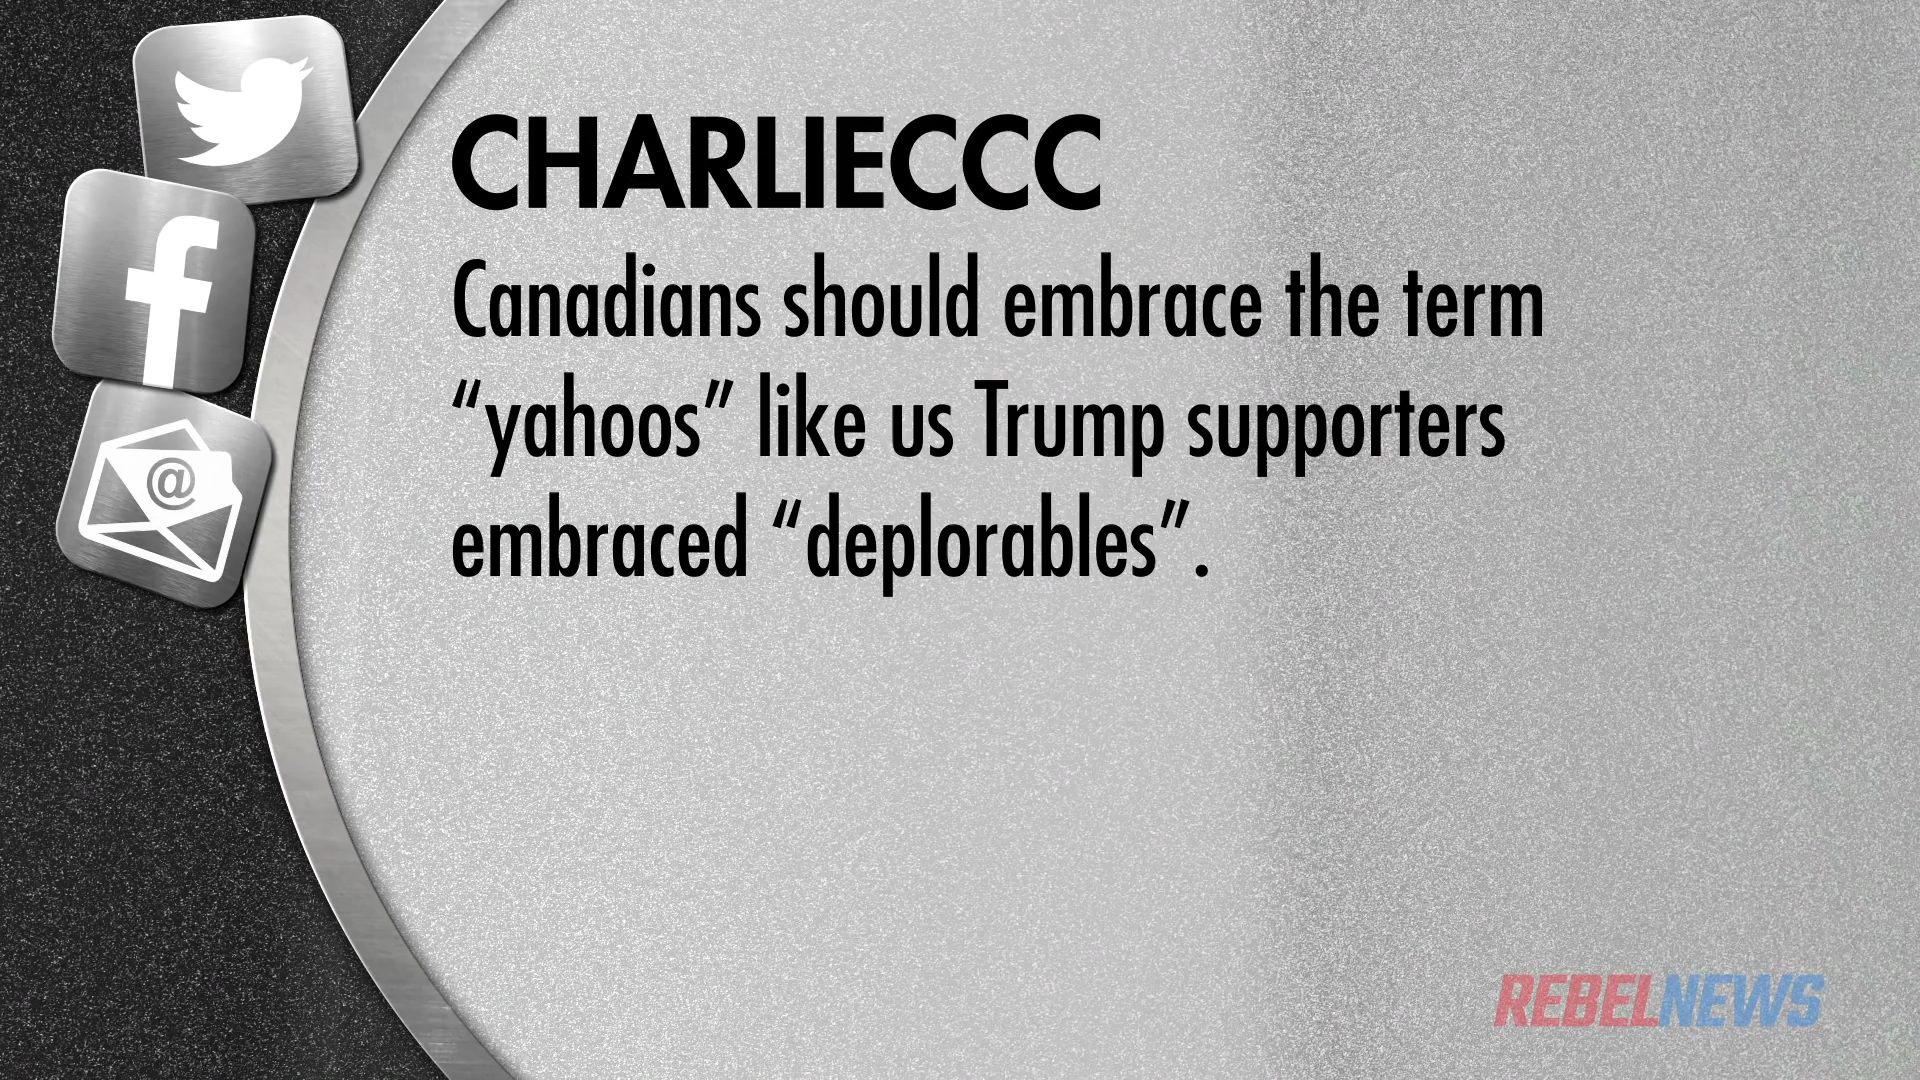 CHARLIECCC
Canadians should embrace the term
“yahoos” like us Trump supporters
embraced “deplorables”.
@
REBELNEWS